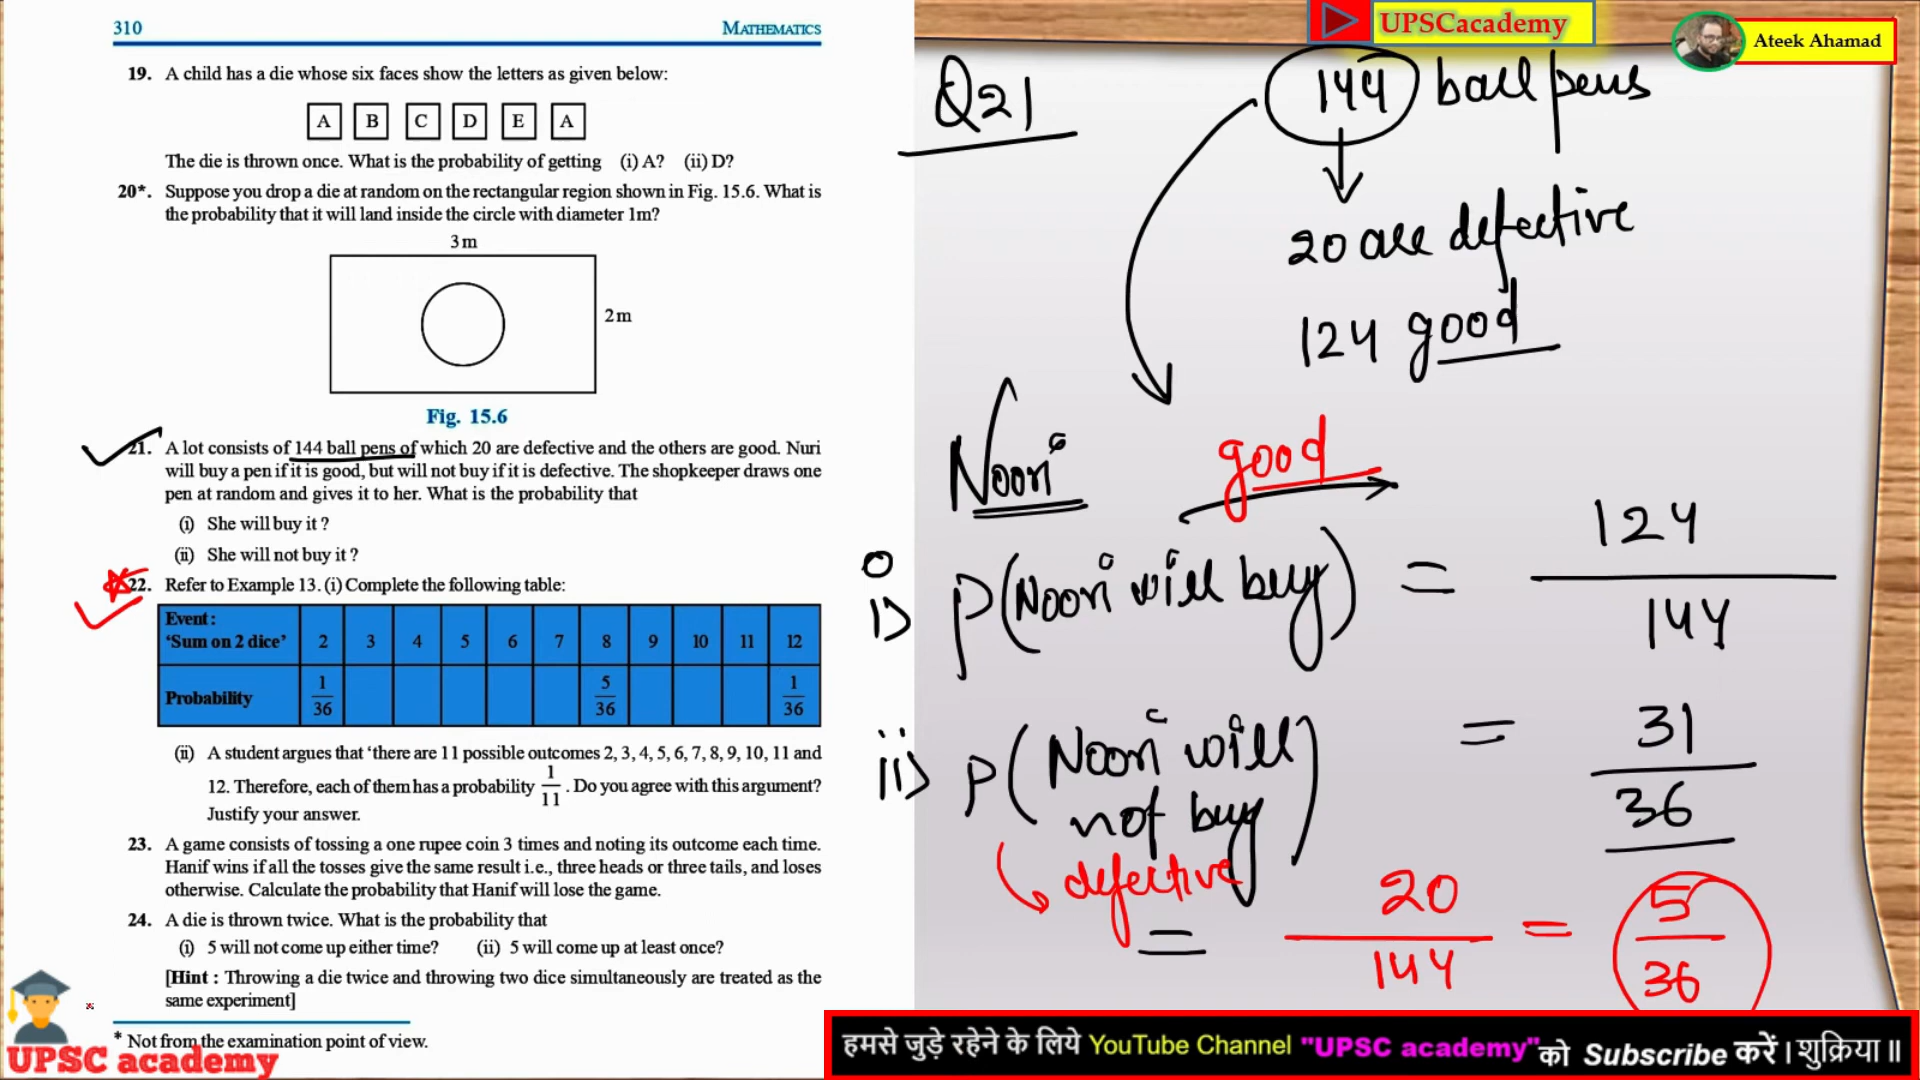 310 MATHEMATICS
19. A child has a die whose six faces show the letters as given below:
A B C D E A
The die is thrown once. What is the probability of getting (i) A? (ii) D?
20*. Suppose you drop a die at random on the rectangular region shown in Fig. 15.6. What is
the probability that it will land inside the circle with diameter 1m?
3 m
2 m
Fig. 15.6
21. A lot consists of 144 ball pens of which 20 are defective and the others are good. Nuri
will buy a pen if it is good, but will not buy if it is defective. The shopkeeper draws one
pen at random and gives it to her. What is the probability that
(i) She will buy it ?
(ii) She will not buy it ?
22. Refer to Example 13. (i) Complete the following table:
Event :
'Sum on 2 dice' 2 3 4 5 6 7 8 9 10 11 12
Probability 1/36 5/36 1/36
(ii) A student argues that 'there are 11 possible outcomes 2, 3, 4, 5, 6, 7, 8, 9, 10, 11 and
12. Therefore, each of them has a probability 1/11 . Do you agree with this argument?
Justify your answer.
23. A game consists of tossing a one rupee coin 3 times and noting its outcome each time.
Hanif wins if all the tosses give the same result i.e., three heads or three tails, and loses
otherwise. Calculate the probability that Hanif will lose the game.
24. A die is thrown twice. What is the probability that
(i) 5 will not come up either time? (ii) 5 will come up at least once?
[Hint : Throwing a die twice and throwing two dice simultaneously are treated as the
same experiment]
* Not from the examination point of view.
UPSC academy
UPSCacademy
Ateek Ahamad
Q21
144 ball pens
20 are defective
124 good
Noori good
i) P(Noori will buy) = 124/144
= 31/36
ii) P(Noori will
not buy)
defective
= 20/144 = 5/36
हमसे जुड़े रहेने के लिये YouTube Channel "UPSC academy" को Subscribe करें । शुक्रिया ॥